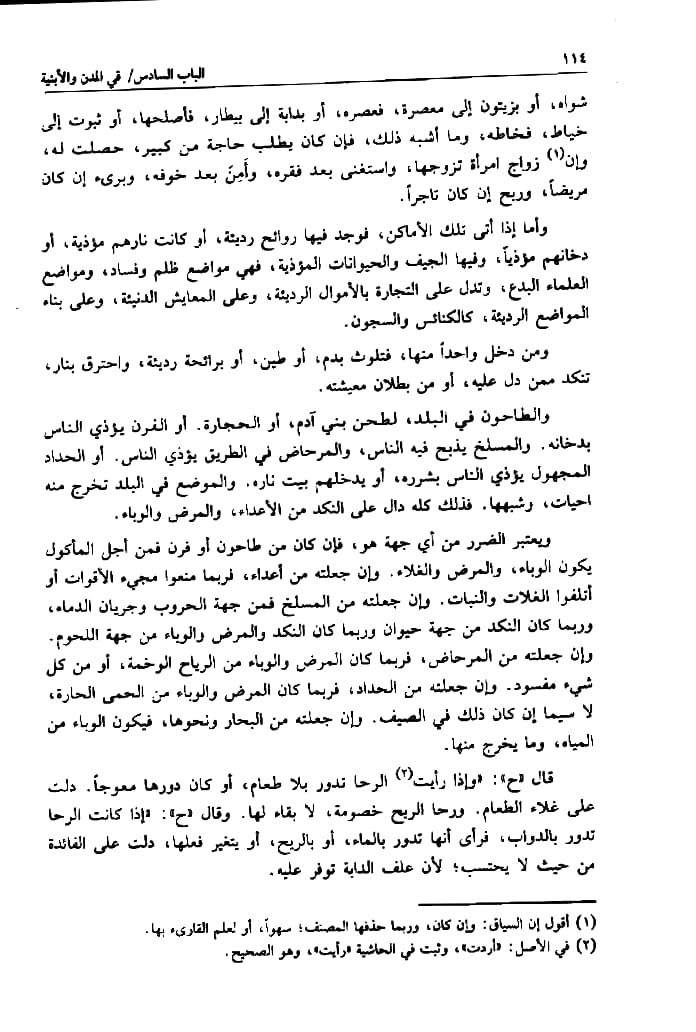 ١١٤
الباب السادس/ في المدن والأبنية
شواه، أو بزيتون إلى معصرة، فعصره، أو بدابة إلى بيطار، فأصلحها، أو ثبوت إلى
خياط، فخاطه، وما أشبه ذلك، فإن كان يطلب حاجة من كبير، حصلت له،
وإن(١) زواج امرأة تزوجها، واستغنى بعد فقره، وأَمِنَ بعد خوفه، وبرىء إن كان
مريضاً، وربح إن كان تاجراً.
وأما إذا أتى تلك الأماكن، فوجد فيها روائح رديئة، أو كانت نارهم مؤذية، أو
دخانهم مؤذياً، وفيها الجيف والحيوانات المؤذية، فهي مواضع ظلم وفساد، ومواضع
العلماء البدع، وتدل على التجارة بالأموال الرديئة، وعلى المعايش الدنيئة، وعلى بناء
المواضع الرديئة، كالكنائس والسجون.
ومن دخل واحداً منها، فتلوث بدم، أو طين، أو برائحة رديئة، واحترق بنار،
تنكد ممن دل عليه، أو من بطلان معيشته.
والطاحون في البلد، لطحن بني آدم، أو الحجارة. أو الفرن يؤذي الناس
بدخانه. والمسلخ يذبح فيه الناس، والمرحاض في الطريق يؤذي الناس. أو الحداد
المجهول يؤذي الناس بشرره، أو يدخلهم بيت ناره. والموضع في البلد تخرج منه
احيات، رشبهها. فذلك كله دال على النكد من الأعداء، والمرض والوباء.
ويعتبر الضرر من أي جهة هو، فإن كان من طاحون أو فرن فمن أجل المأكول
يكون الوباء، والمرض والغلاء. وإن جعلته من أعداء، فربما منعوا مجيء الأقوات أو
أتلفوا الغلات والنبات. وإن جعلته من المسلخ فمن جهة الحروب وجريان الدماء،
وربما كان النكد من جهة حيوان وربما كان النكد والمرض والوباء من جهة اللحوم.
وإن جعلته من المرحاض، فربما كان المرض والوباء من الرياح الوخمة، أو من كل
شيء مفسود. وإن جعلته من الحداد، فربما كان المرض والوباء من الحمى الحارة،
لا سيما إن كان ذلك في الصيف. وإن جعلته من البحار ونحوها، فيكون الوباء من
المياه، وما يخرج منها.
قال «ح»: «وإذا رأيت(٢) الرحا تدور بلا طعام، أو كان دورها معوجاً. دلت
على غلاء الطعام. ورحا الريح خصومة، لا بقاء لها. وقال «ح»: «إذا كانت الرحا
تدور بالدواب، فرأى أنها تدور بالماء، أو بالريح، أو يتغير فعلها، دلت على الفائدة
من حيث لا يحتسب؛ لأن علف الدابة توفر عليه.
(١) أقول إن السياق: وإن كان، وربما حذفها المصنف؛ سهواً، أو لعلم القارىء بها.
(٢) في الأصل: «أردت»، وثبت في الحاشية «رأيت»، وهو الصحيح.